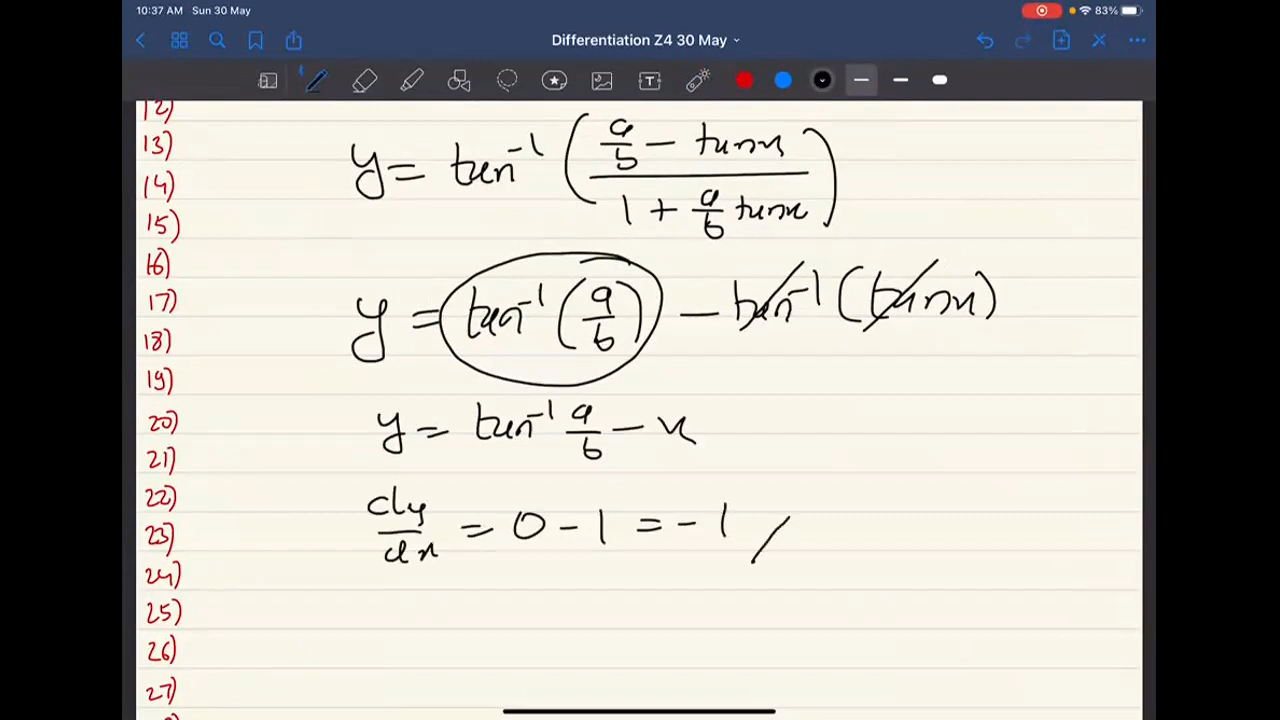 10:37 AM Sun 30 May 83%
Differentiation Z4 30 May
12)
13)
14)
15)
16)
17)
18)
19)
20)
21)
22)
23)
24)
25)
26)
27)
y = tan⁻¹ ( (a/b − tanx) / (1 + a/b tanx) )
y = tan⁻¹ (a/b) − tan⁻¹ (tanx)
y = tan⁻¹ a/b − x
dy/dx = 0 − 1 = −1 /